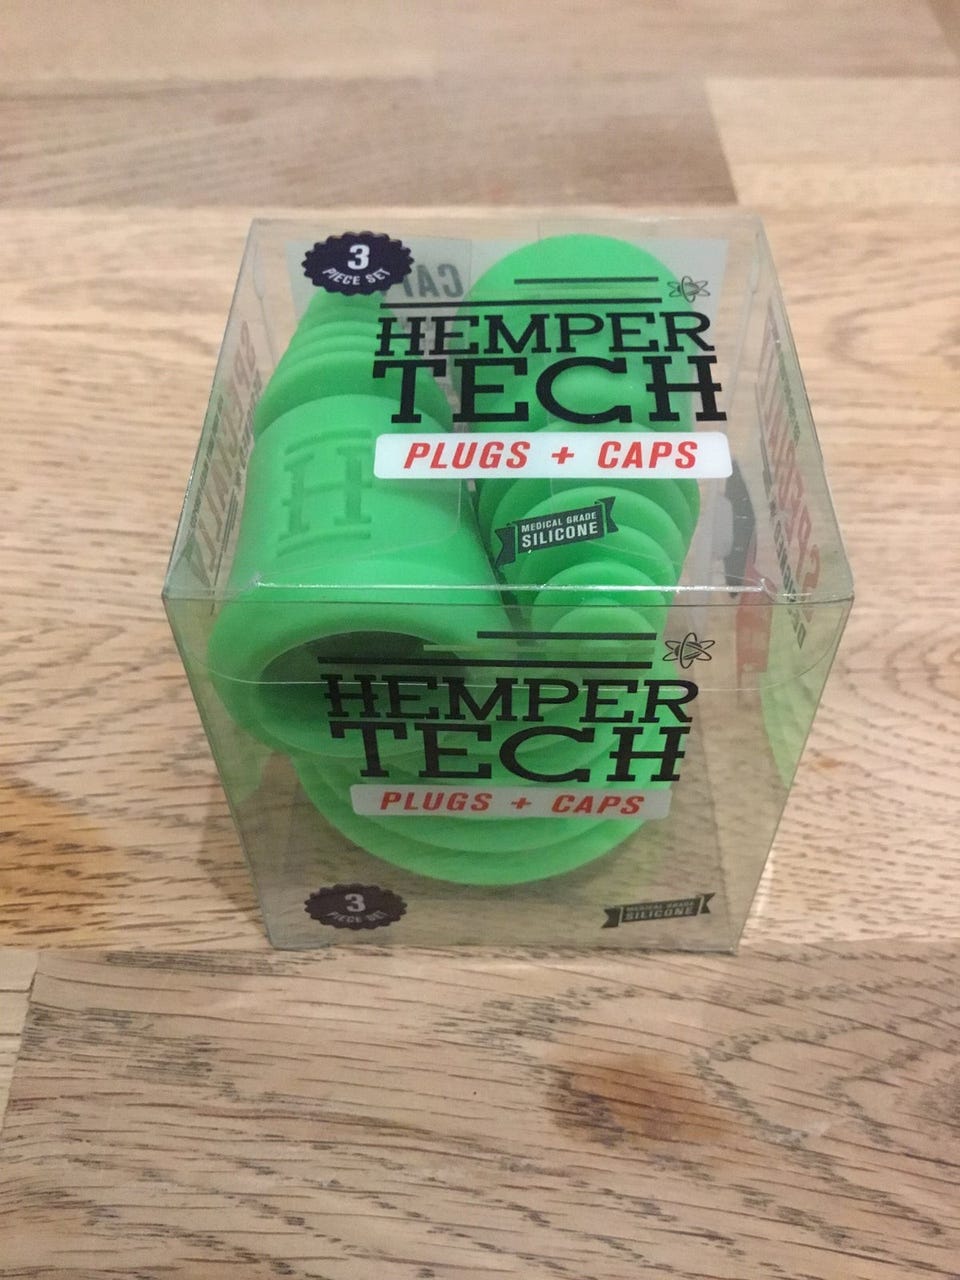 3
PIECE SET
CAP
HEMPER
TECH
PLUGS + CAPS
MEDICAL GRADE
SILICONE
HEMPER
TECH
PLUGS + CAPS
3
PIECE SET
MEDICAL GRADE
SILICONE